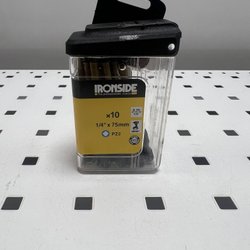 IRONSIDE
x10
1/4" x 75mm
PZ2